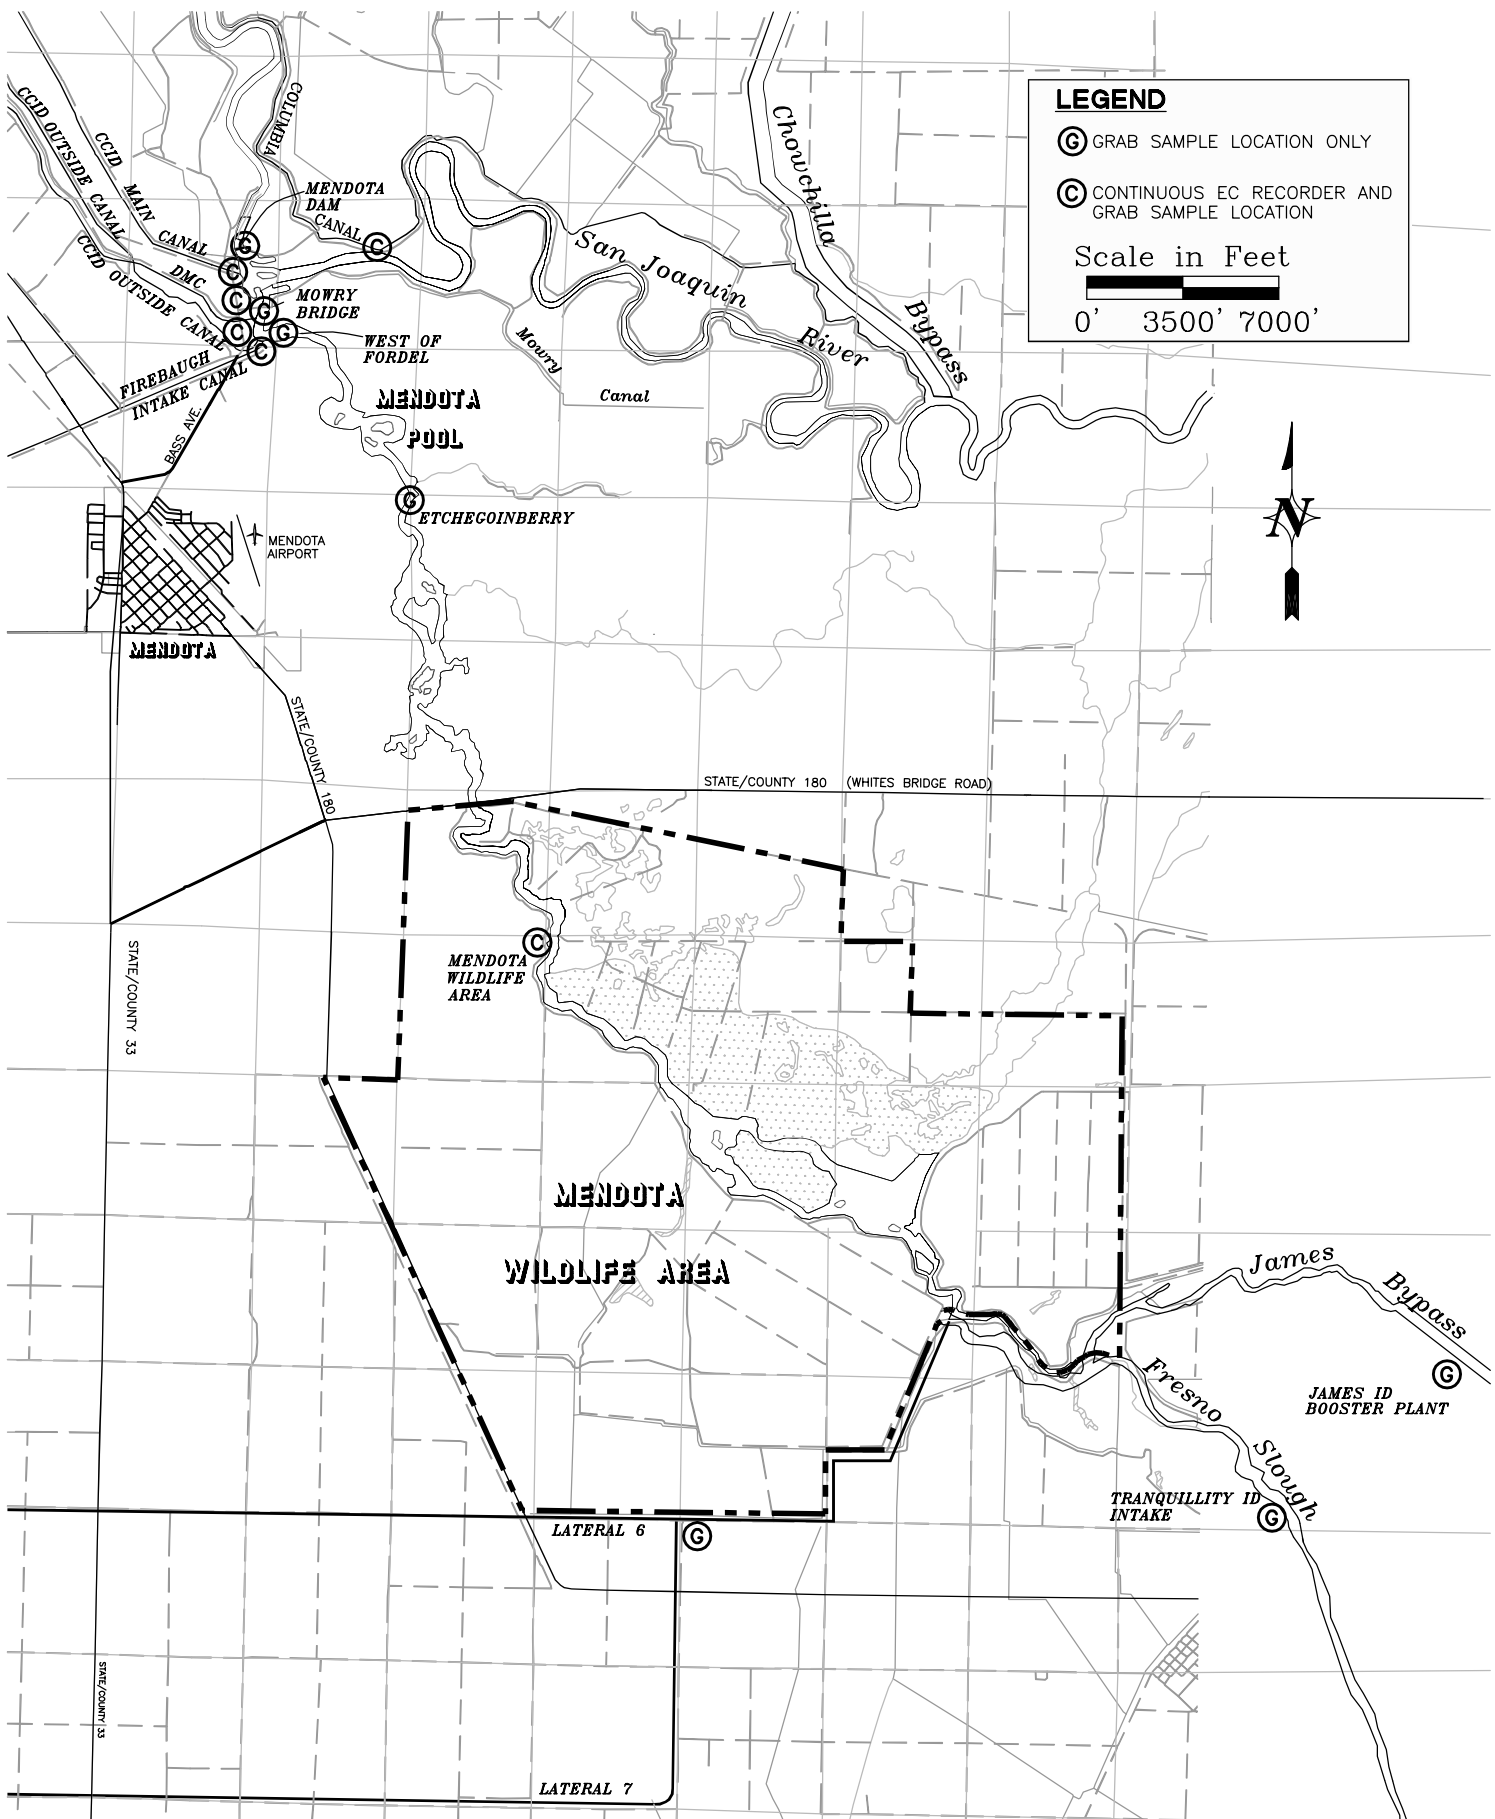 LEGEND
G GRAB SAMPLE LOCATION ONLY
C CONTINUOUS EC RECORDER AND
GRAB SAMPLE LOCATION
Scale in Feet
0' 3500' 7000'
N
CCID OUTSIDE CANAL
CCID MAIN CANAL
COLUMBIA CANAL
MENDOTA
DAM
DMC
CCID OUTSIDE CANAL
G
C
C
C
G
C
G
C
MOWRY
BRIDGE
WEST OF
FORDEL
FIREBAUGH
INTAKE CANAL
BASS AVE.
Chowchilla Bypass
San Joaquin River
Mowry Canal
MENDOTA
POOL
G
ETCHEGOINBERRY
MENDOTA
AIRPORT
MENDOTA
STATE/COUNTY 180
STATE/COUNTY 180 (WHITES BRIDGE ROAD)
STATE/COUNTY 33
C
MENDOTA
WILDLIFE
AREA
MENDOTA
WILDLIFE AREA
James Bypass
G
JAMES ID
BOOSTER PLANT
Fresno Slough
TRANQUILLITY ID
INTAKE
G
LATERAL 6
G
STATE/COUNTY 33
LATERAL 7